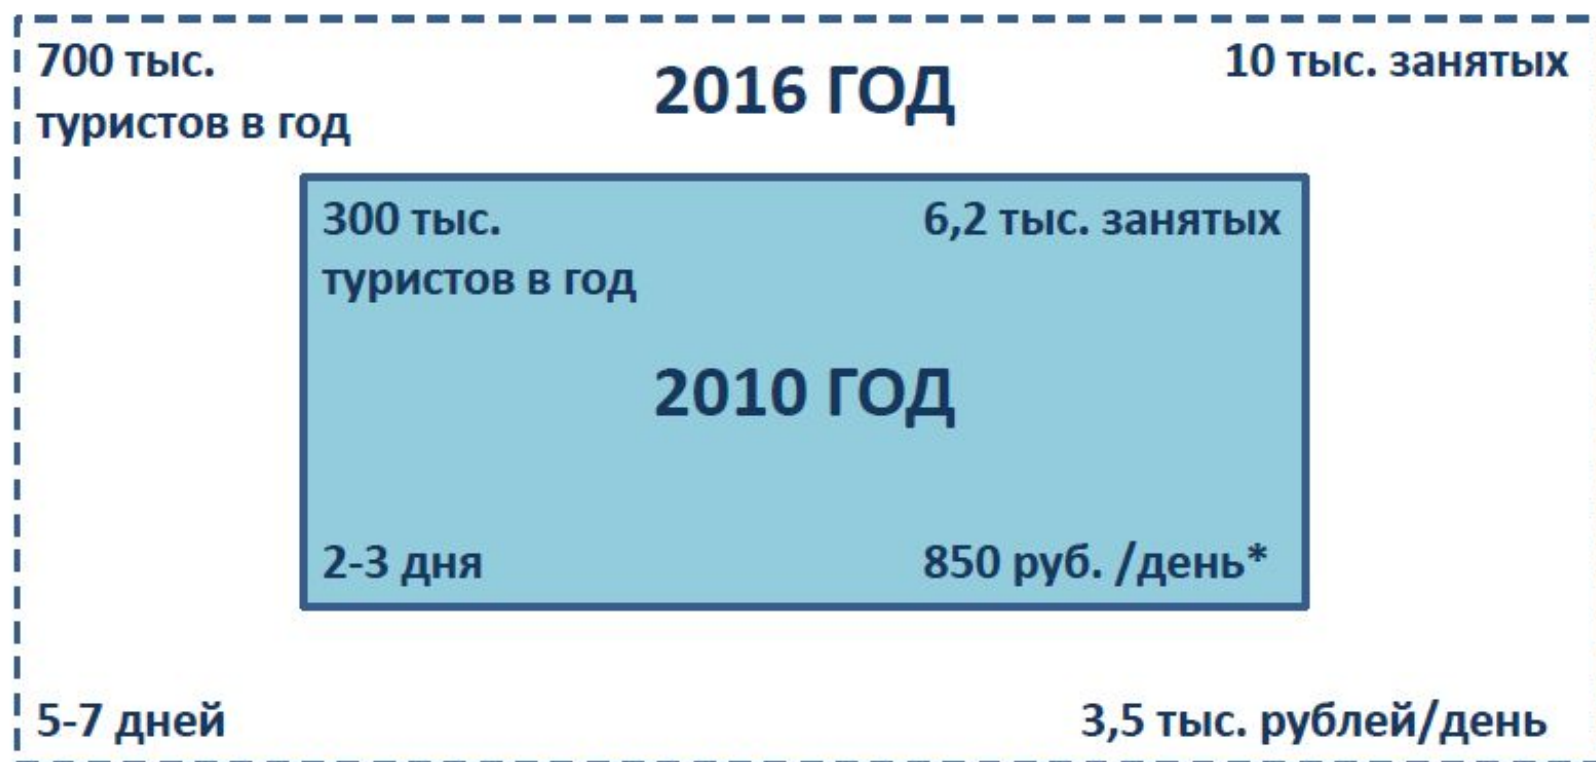 700 тыс.
туристов в год
2016 ГОД
10 тыс. занятых
300 тыс.
туристов в год
6,2 тыс. занятых
2010 ГОД
2-3 дня
850 руб. /день*
5-7 дней
3,5 тыс. рублей/день